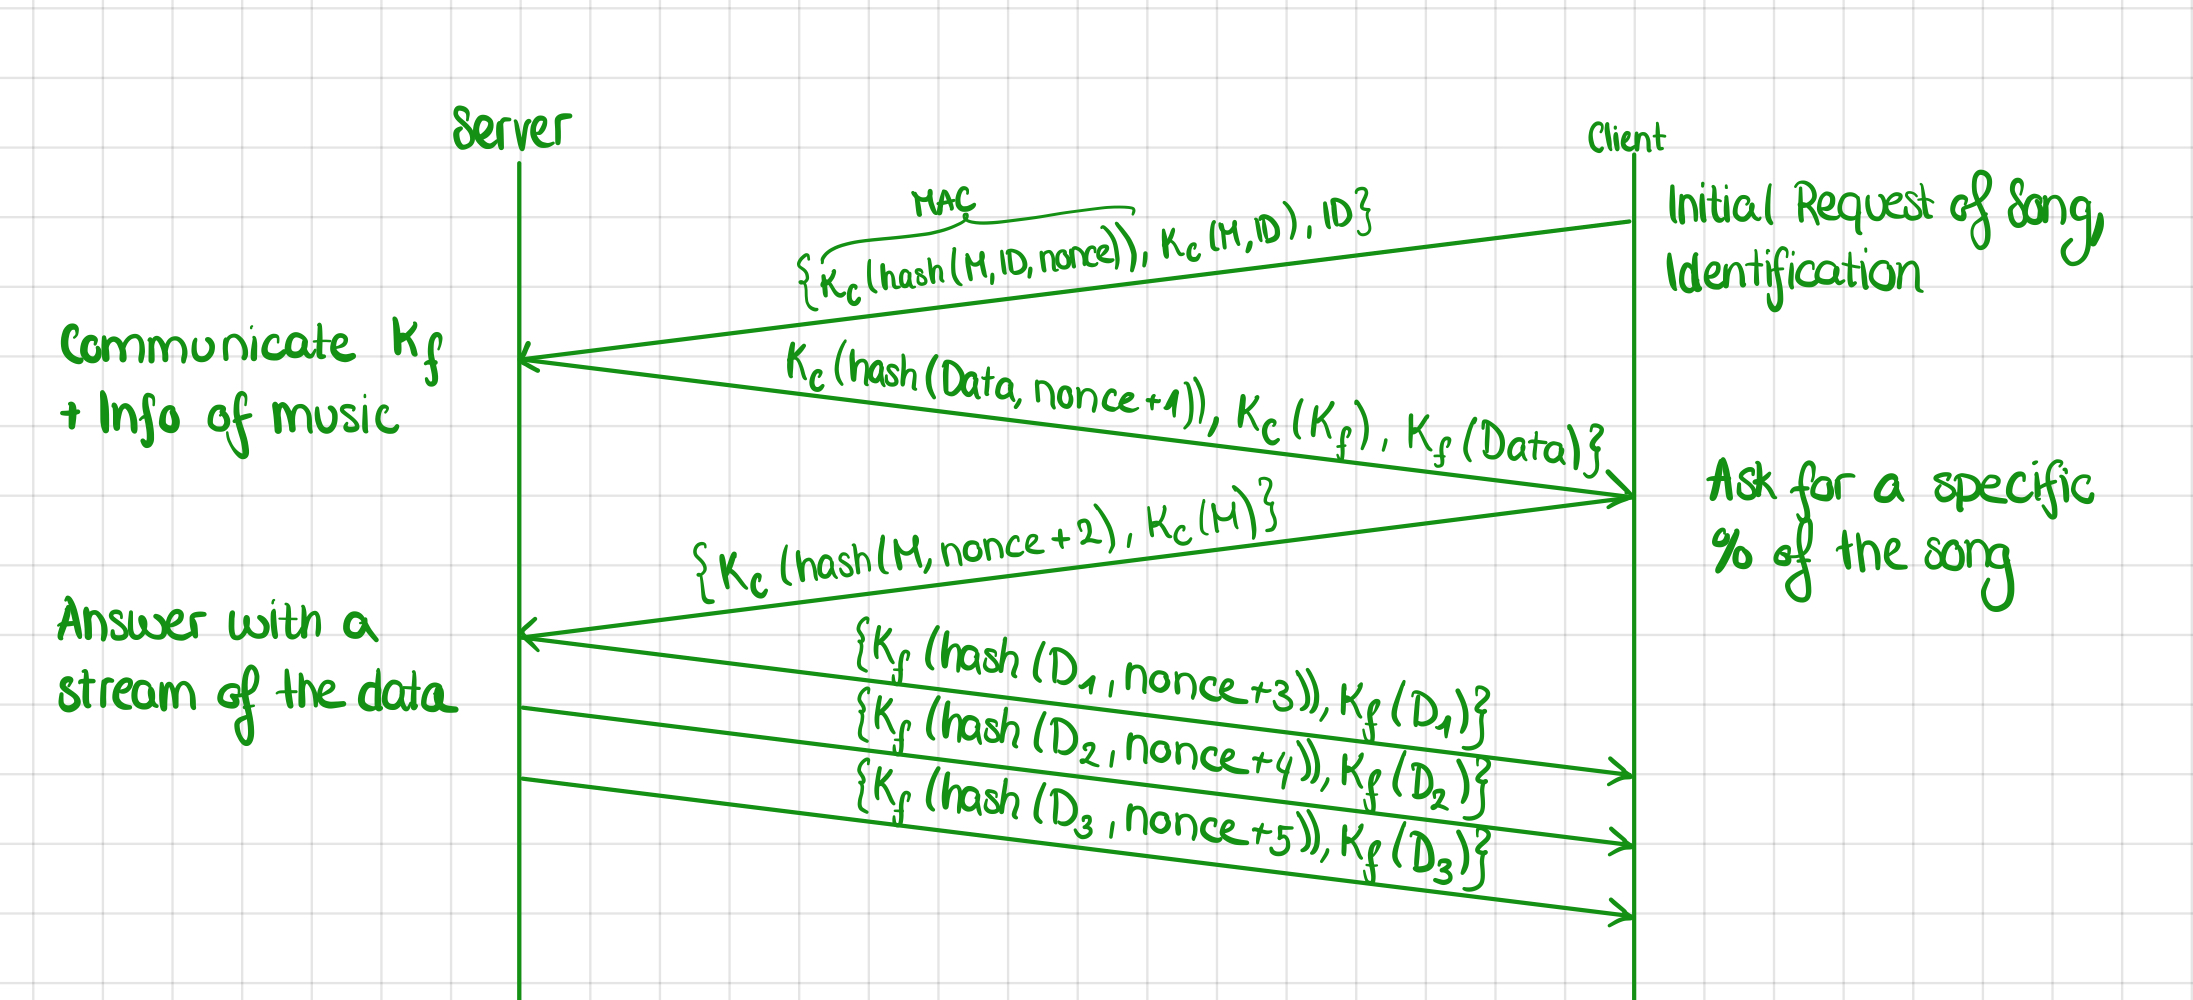 Server
Client
MAC
{K_c (hash(M, ID, nonce)), K_c (M, ID), ID}
Initial Request of Song,
Identification
Communicate K_f
+ Info of music
K_c (hash(Data, nonce+1)), K_c (K_f), K_f (Data)}
Ask for a specific
% of the song
{K_c (hash(M, nonce+2), K_c (M)}
Answer with a
stream of the data
{K_f (hash (D_1, nonce+3)), K_f (D_1)}
{K_f (hash (D_2, nonce+4)), K_f (D_2)}
{K_f (hash (D_3, nonce+5)), K_f (D_3)}